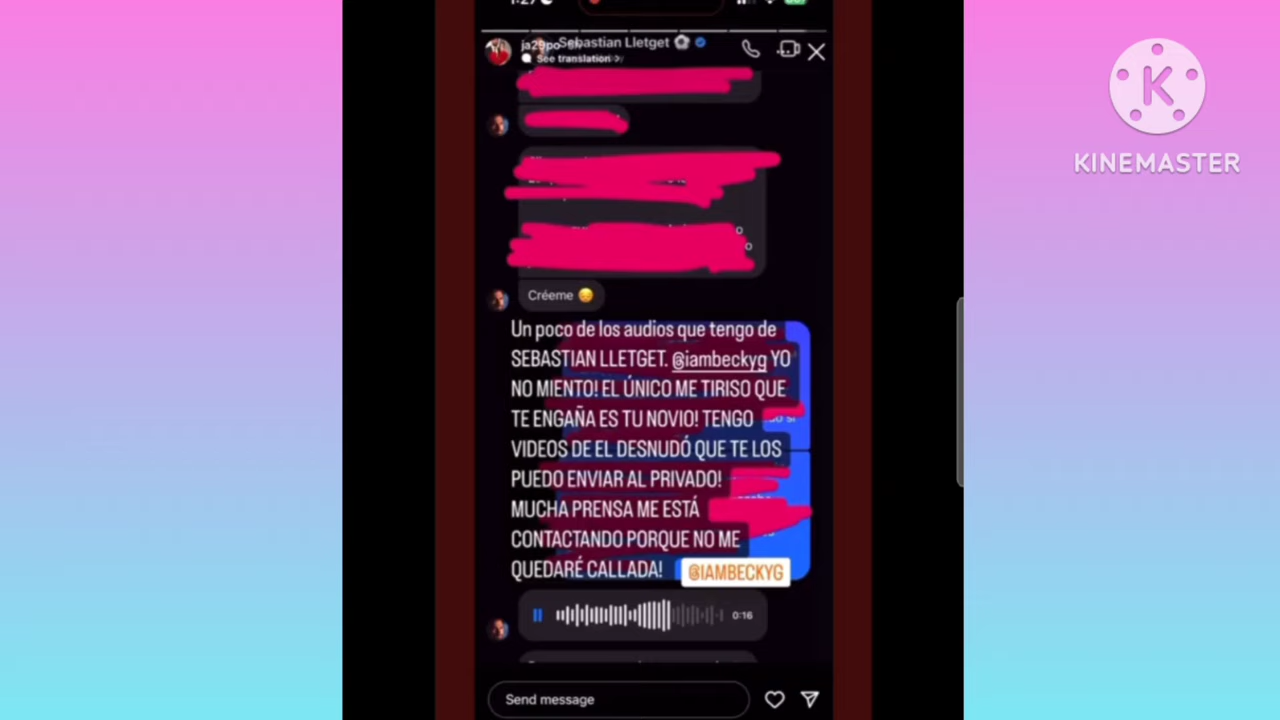 1:27
ja29po
Sebastian Lletget
See translation
Créeme
Un poco de los audios que tengo de
SEBASTIAN LLETGET. @iambeckyg YO
NO MIENTO! EL ÚNICO ME TIRISO QUE
TE ENGAÑA ES TU NOVIO! TENGO
VIDEOS DE EL DESNUDÓ QUE TE LOS
PUEDO ENVIAR AL PRIVADO!
MUCHA PRENSA ME ESTÁ
CONTACTANDO PORQUE NO ME
QUEDARÉ CALLADA!
@IAMBECKYG
0:16
Send message
K
KINEMASTER